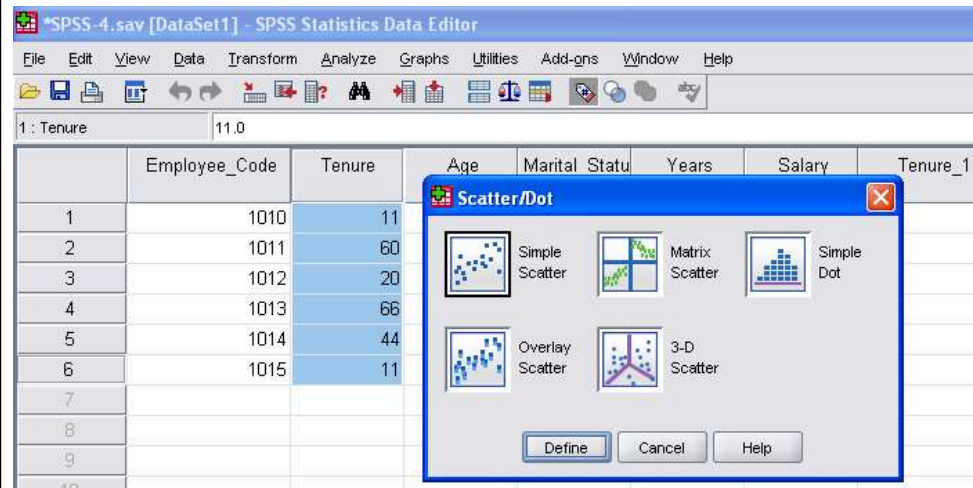 *SPSS-4.sav [DataSet1] - SPSS Statistics Data Editor
File Edit View Data Transform Analyze Graphs Utilities Add-ons Window Help
1 : Tenure 11.0
Employee_Code Tenure Age Marital_Statu Years Salary Tenure_1
Scatter/Dot
1 1010 11
2 1011 60
3 1012 20
4 1013 66
5 1014 44
6 1015 11
7
8
9
10
Simple Scatter
Matrix Scatter
Simple Dot
Overlay Scatter
3-D Scatter
Define Cancel Help